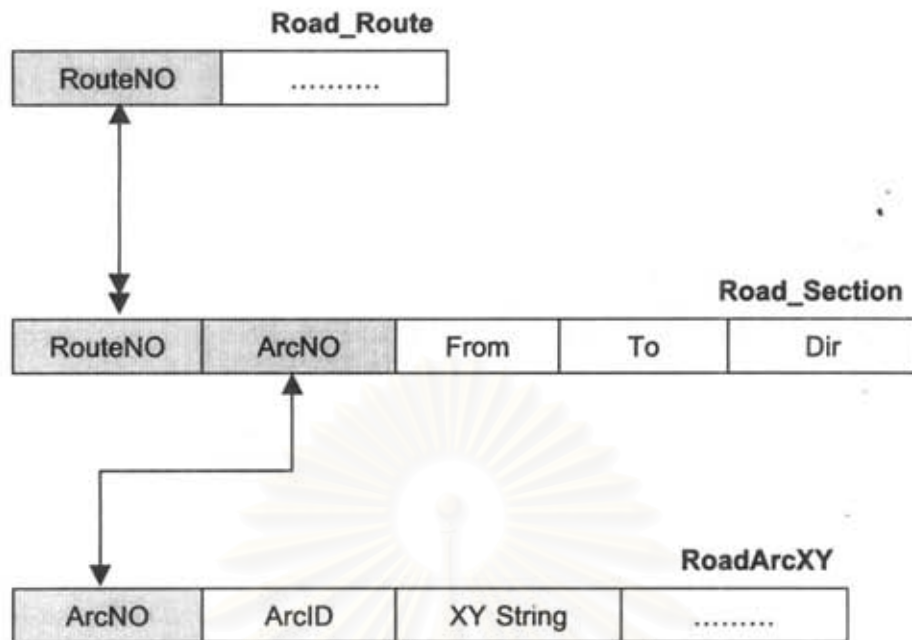 Road_Route
RouteNO ..........
Road_Section
RouteNO ArcNO From To Dir
RoadArcXY
ArcNO ArcID XY String .........